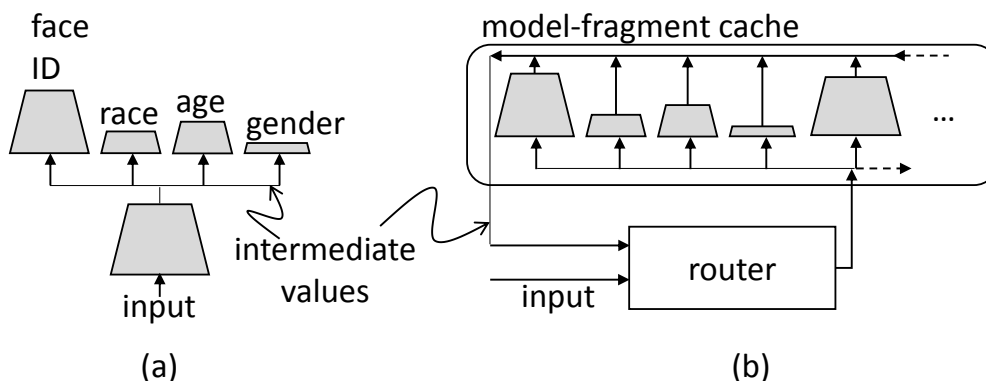 face
ID
race
age
gender
input
(a)
intermediate
values
model-fragment cache
...
input
router
(b)